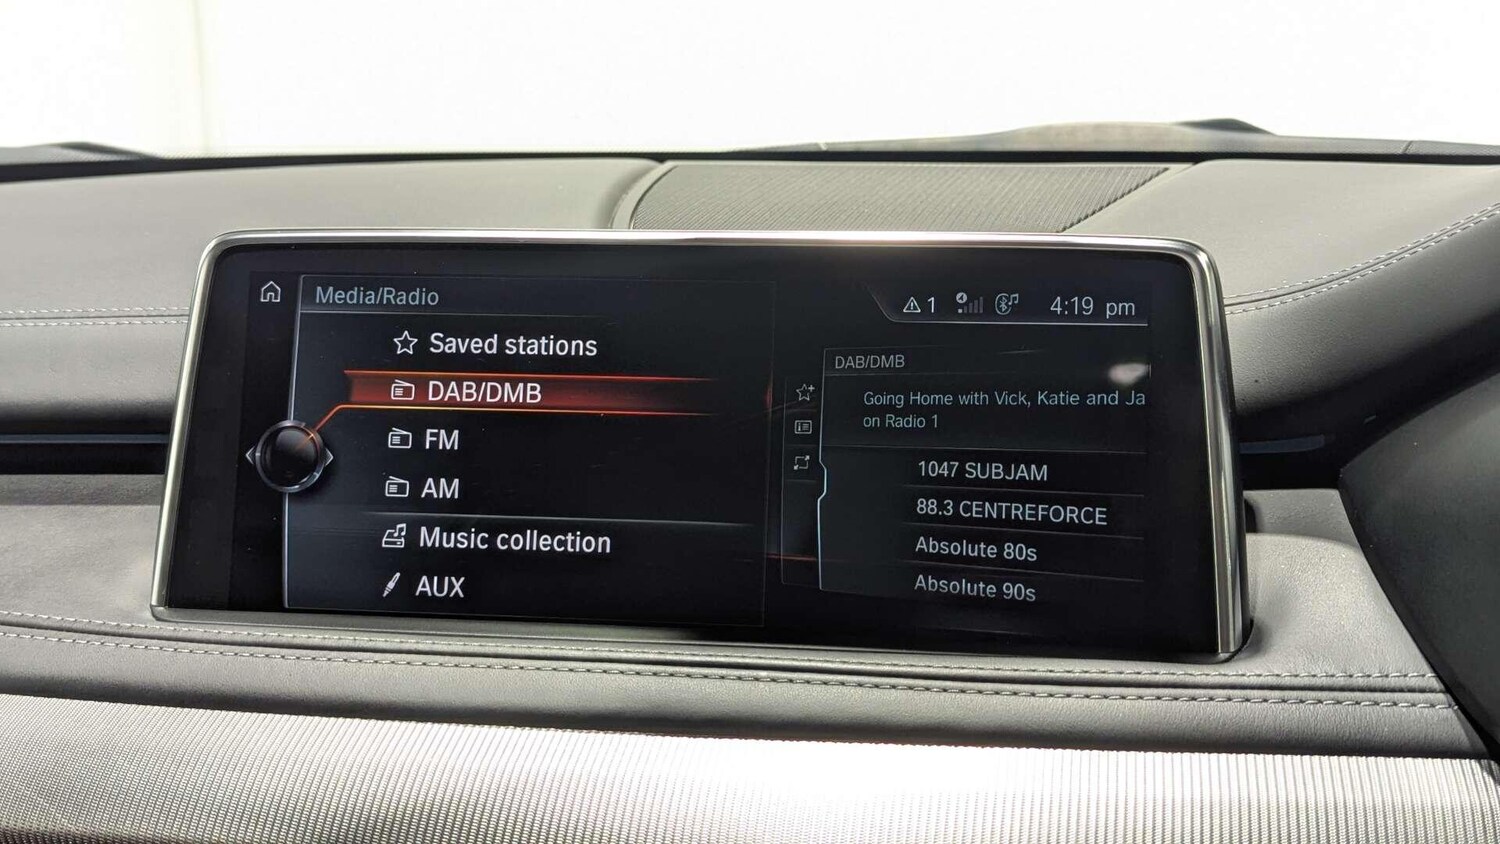 Media/Radio
1
4:19 pm
Saved stations
DAB/DMB
FM
AM
Music collection
AUX
DAB/DMB
Going Home with Vick, Katie and Ja
on Radio 1
1047 SUBJAM
88.3 CENTREFORCE
Absolute 80s
Absolute 90s